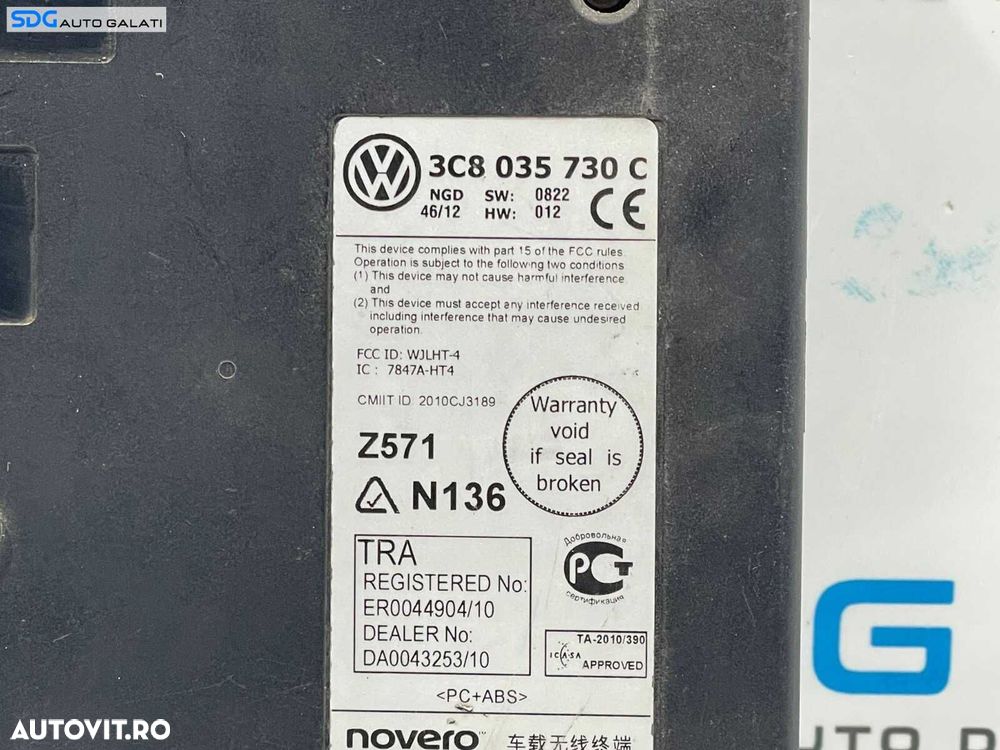 SDG AUTO GALATI
3C8 035 730 C
NGD SW: 0822
46/12 HW: 012
CE
This device complies with part 15 of the FCC rules.
Operation is subject to the following two conditions
(1) This device may not cause harmful interference
and
(2) This device must accept any interference received
including interference that may cause undesired
operation.
FCC ID: WJLHT-4
IC : 7847A-HT4
CMIIT ID 2010CJ3189
Warranty
void
if seal is
broken
Z571
N136
TRA
REGISTERED No:
ER0044904/10
DEALER No:
DA0043253/10
Добровольная
РСТ
сертификация
TA-2010/390
ICASA APPROVED
<PC+ABS>
novero™ 车载无线终端
G
AUTOVIT.RO